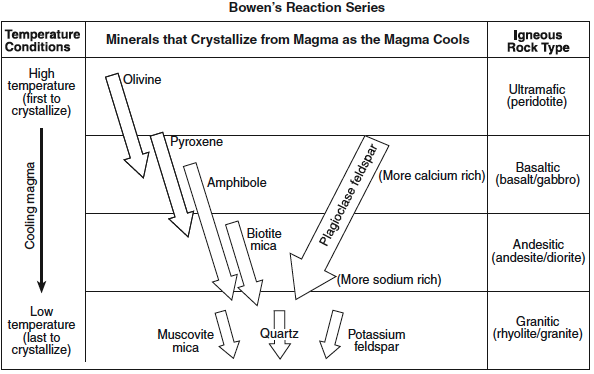 Bowen's Reaction Series
Temperature
Conditions
Minerals that Crystallize from Magma as the Magma Cools
Igneous
Rock Type
High
temperature
(first to
crystallize)
Olivine
Ultramafic
(peridotite)
Cooling magma
Pyroxene
Amphibole
Plagioclase feldspar
(More calcium rich)
Basaltic
(basalt/gabbro)
Biotite
mica
(More sodium rich)
Andesitic
(andesite/diorite)
Low
temperature
(last to
crystallize)
Muscovite
mica
Quartz
Potassium
feldspar
Granitic
(rhyolite/granite)